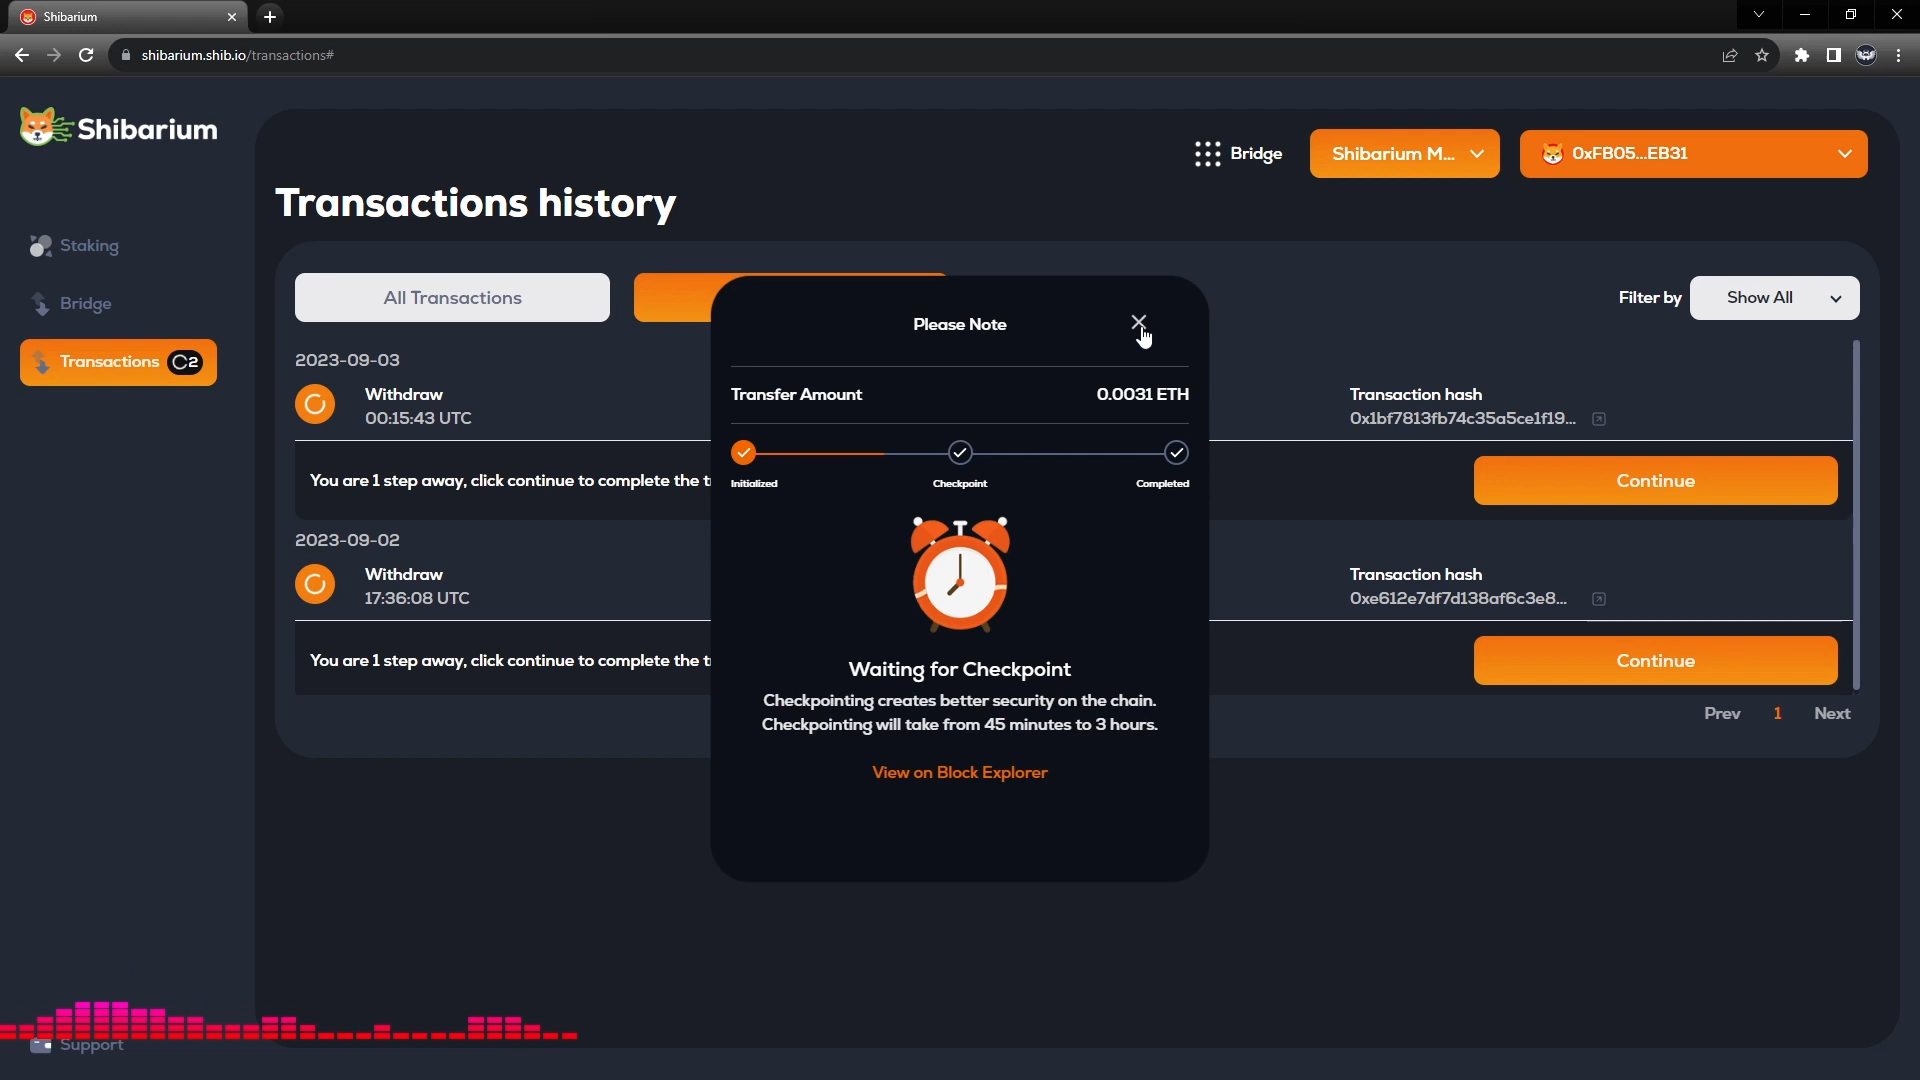 Shibarium
shibarium.shib.io/transactions#
Shibarium
Bridge
Shibarium M...
0xFB05...EB31
Transactions history
Staking
Bridge
Transactions
2
All Transactions
Filter by
Show All
Please Note
Transfer Amount
0.0031 ETH
Initialized
Checkpoint
Completed
Waiting for Checkpoint
Checkpointing creates better security on the chain.
Checkpointing will take from 45 minutes to 3 hours.
View on Block Explorer
2023-09-03
Withdraw
00:15:43 UTC
Transaction hash
0x1bf7813fb74c35a5ce1f19...
You are 1 step away, click continue to complete the
Continue
2023-09-02
Withdraw
17:36:08 UTC
Transaction hash
0xe612e7df7d138af6c3e8...
You are 1 step away, click continue to complete the
Continue
Prev
1
Next
Support